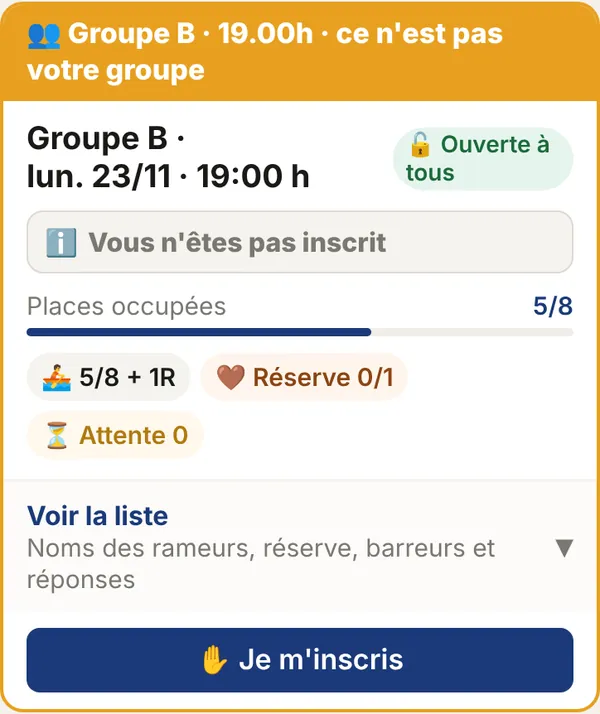 👥 Groupe B · 19.00h · ce n'est pas
votre groupe
Groupe B ·
lun. 23/11 · 19:00 h
🔓 Ouverte à
tous
ℹ️ Vous n'êtes pas inscrit
Places occupées 5/8
🚣 5/8 + 1R
🤎 Réserve 0/1
⏳ Attente 0
Voir la liste
Noms des rameurs, réserve, barreurs et
réponses
▼
✋ Je m'inscris